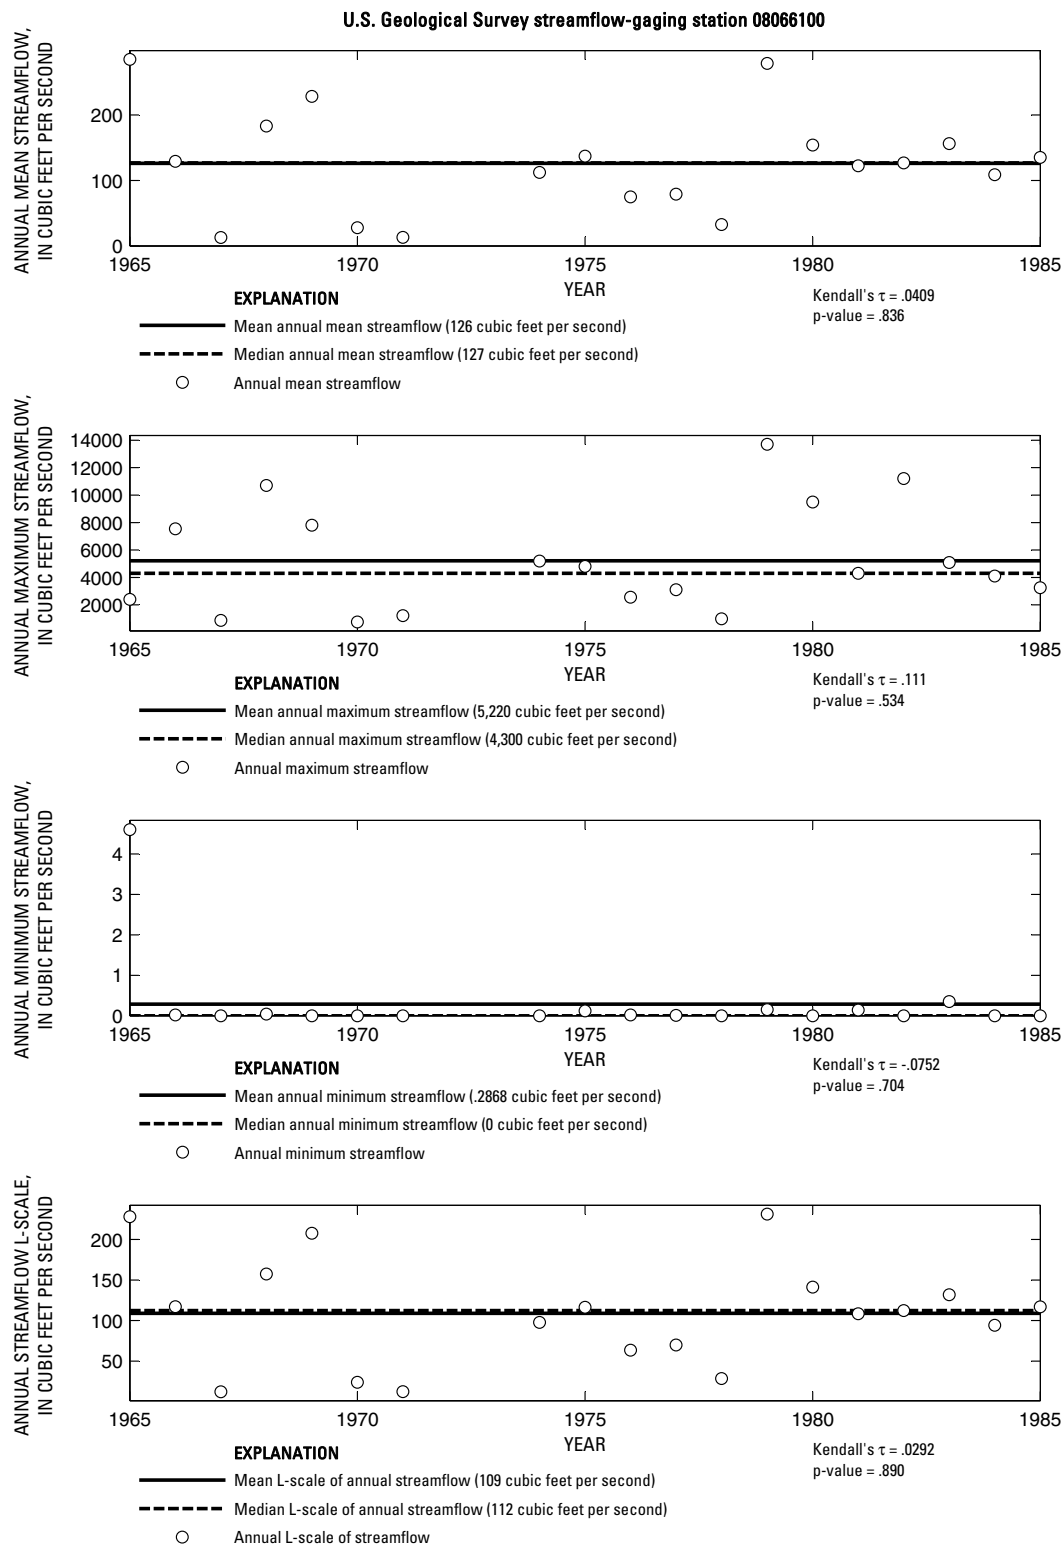 U.S. Geological Survey streamflow-gaging station 08066100
ANNUAL MEAN STREAMFLOW,
IN CUBIC FEET PER SECOND
200
100
0
1965 1970 1975 1980 1985
YEAR
EXPLANATION
Mean annual mean streamflow (126 cubic feet per second)
Median annual mean streamflow (127 cubic feet per second)
Annual mean streamflow
Kendall's τ = .0409
p-value = .836
ANNUAL MAXIMUM STREAMFLOW,
IN CUBIC FEET PER SECOND
14000
12000
10000
8000
6000
4000
2000
1965 1970 1975 1980 1985
YEAR
EXPLANATION
Mean annual maximum streamflow (5,220 cubic feet per second)
Median annual maximum streamflow (4,300 cubic feet per second)
Annual maximum streamflow
Kendall's τ = .111
p-value = .534
ANNUAL MINIMUM STREAMFLOW,
IN CUBIC FEET PER SECOND
4
3
2
1
0
1965 1970 1975 1980 1985
YEAR
EXPLANATION
Mean annual minimum streamflow (.2868 cubic feet per second)
Median annual minimum streamflow (0 cubic feet per second)
Annual minimum streamflow
Kendall's τ = -.0752
p-value = .704
ANNUAL STREAMFLOW L-SCALE,
IN CUBIC FEET PER SECOND
200
150
100
50
1965 1970 1975 1980 1985
YEAR
EXPLANATION
Mean L-scale of annual streamflow (109 cubic feet per second)
Median L-scale of annual streamflow (112 cubic feet per second)
Annual L-scale of streamflow
Kendall's τ = .0292
p-value = .890